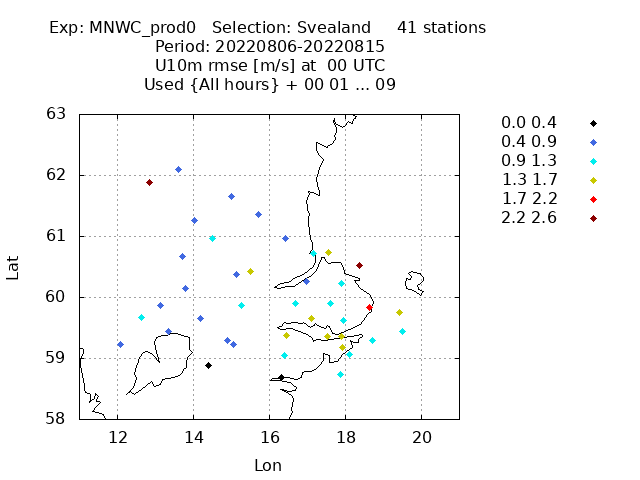 Exp: MNWC_prod0   Selection: Svealand     41 stations
Period: 20220806-20220815
U10m rmse [m/s] at  00 UTC
Used {All hours} + 00 01 ... 09
63
62
61
60
59
58
Lat
12
14
16
18
20
Lon
0.0 0.4
0.4 0.9
0.9 1.3
1.3 1.7
1.7 2.2
2.2 2.6